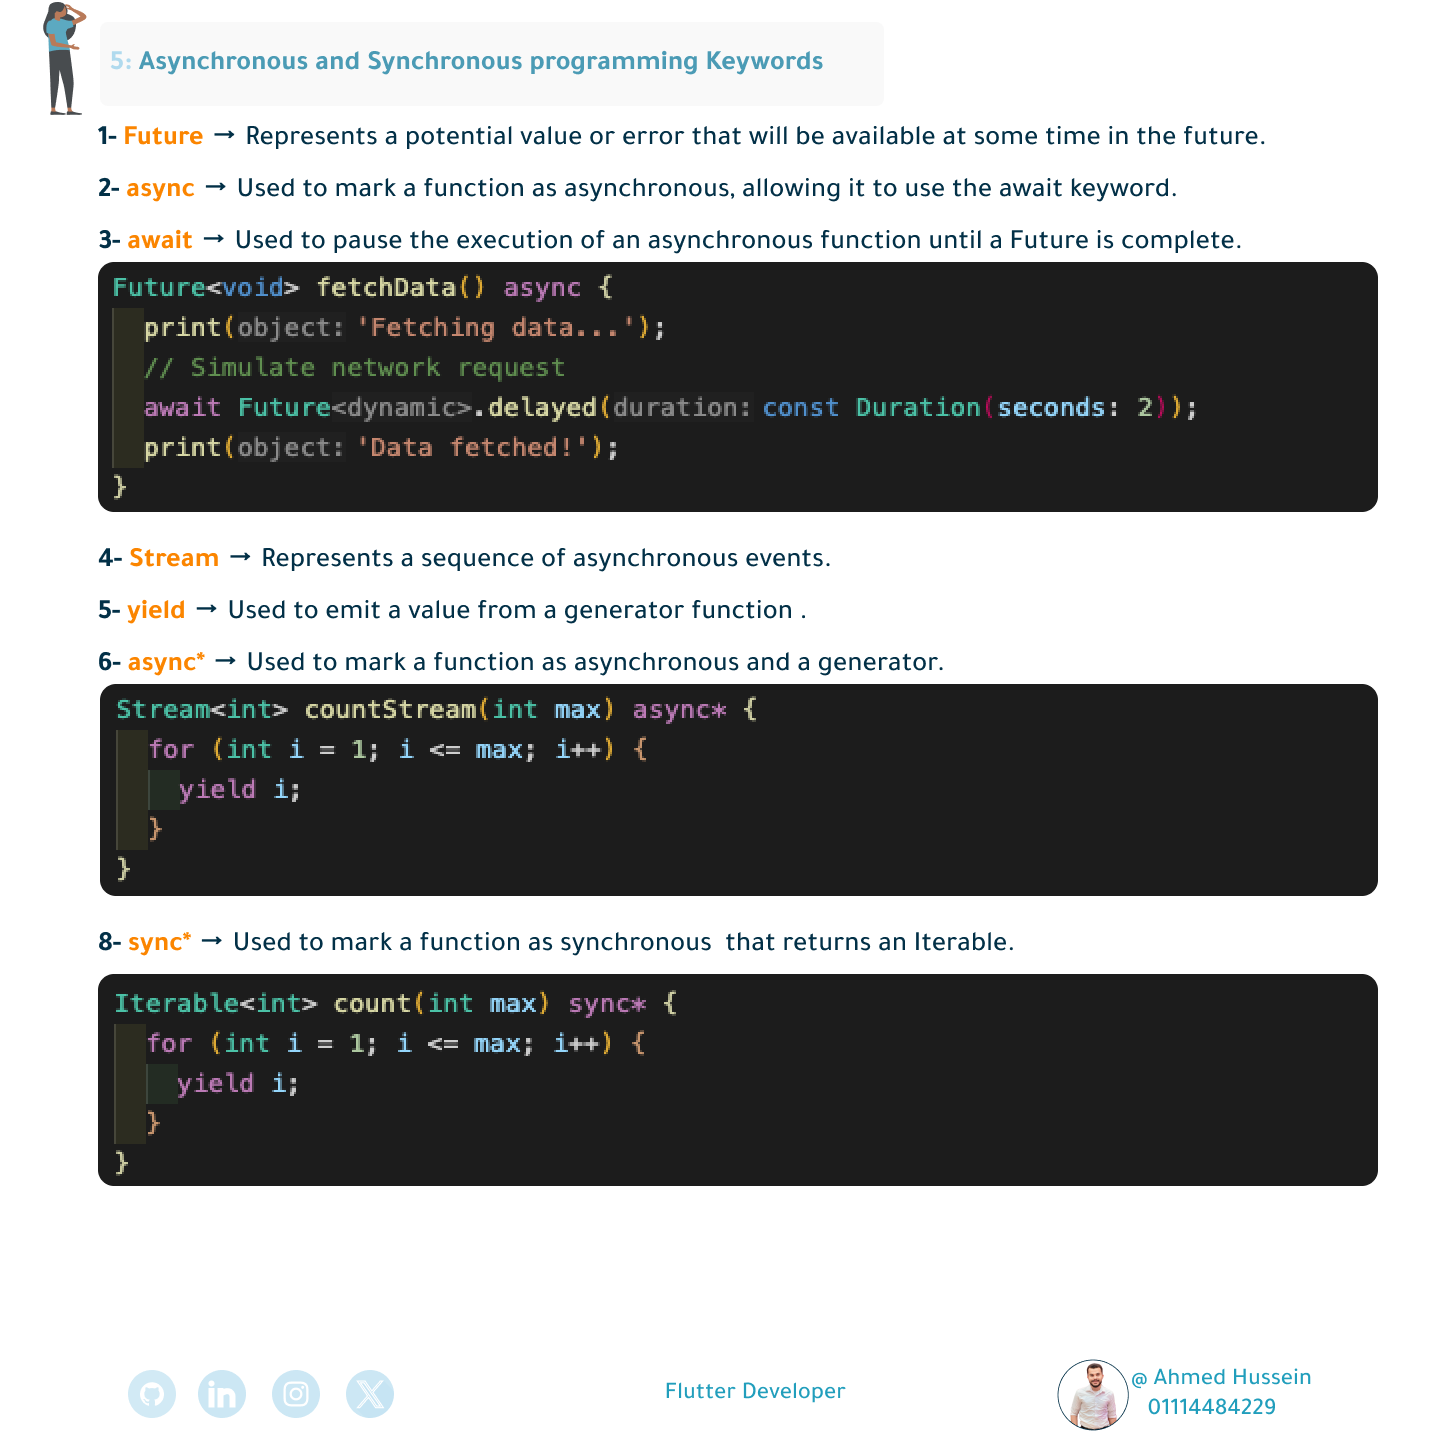 5: Asynchronous and Synchronous programming Keywords
1- Future → Represents a potential value or error that will be available at some time in the future.
2- async → Used to mark a function as asynchronous, allowing it to use the await keyword.
3- await → Used to pause the execution of an asynchronous function until a Future is complete.
Future<void> fetchData() async {
print(object: 'Fetching data...');
// Simulate network request
await Future<dynamic>.delayed(duration: const Duration(seconds: 2));
print(object: 'Data fetched!');
}
4- Stream → Represents a sequence of asynchronous events.
5- yield → Used to emit a value from a generator function .
6- async* → Used to mark a function as asynchronous and a generator.
Stream<int> countStream(int max) async* {
for (int i = 1; i <= max; i++) {
yield i;
}
}
8- sync* → Used to mark a function as synchronous  that returns an Iterable.
Iterable<int> count(int max) sync* {
for (int i = 1; i <= max; i++) {
yield i;
}
}
in
X
Flutter Developer
@ Ahmed Hussein
01114484229